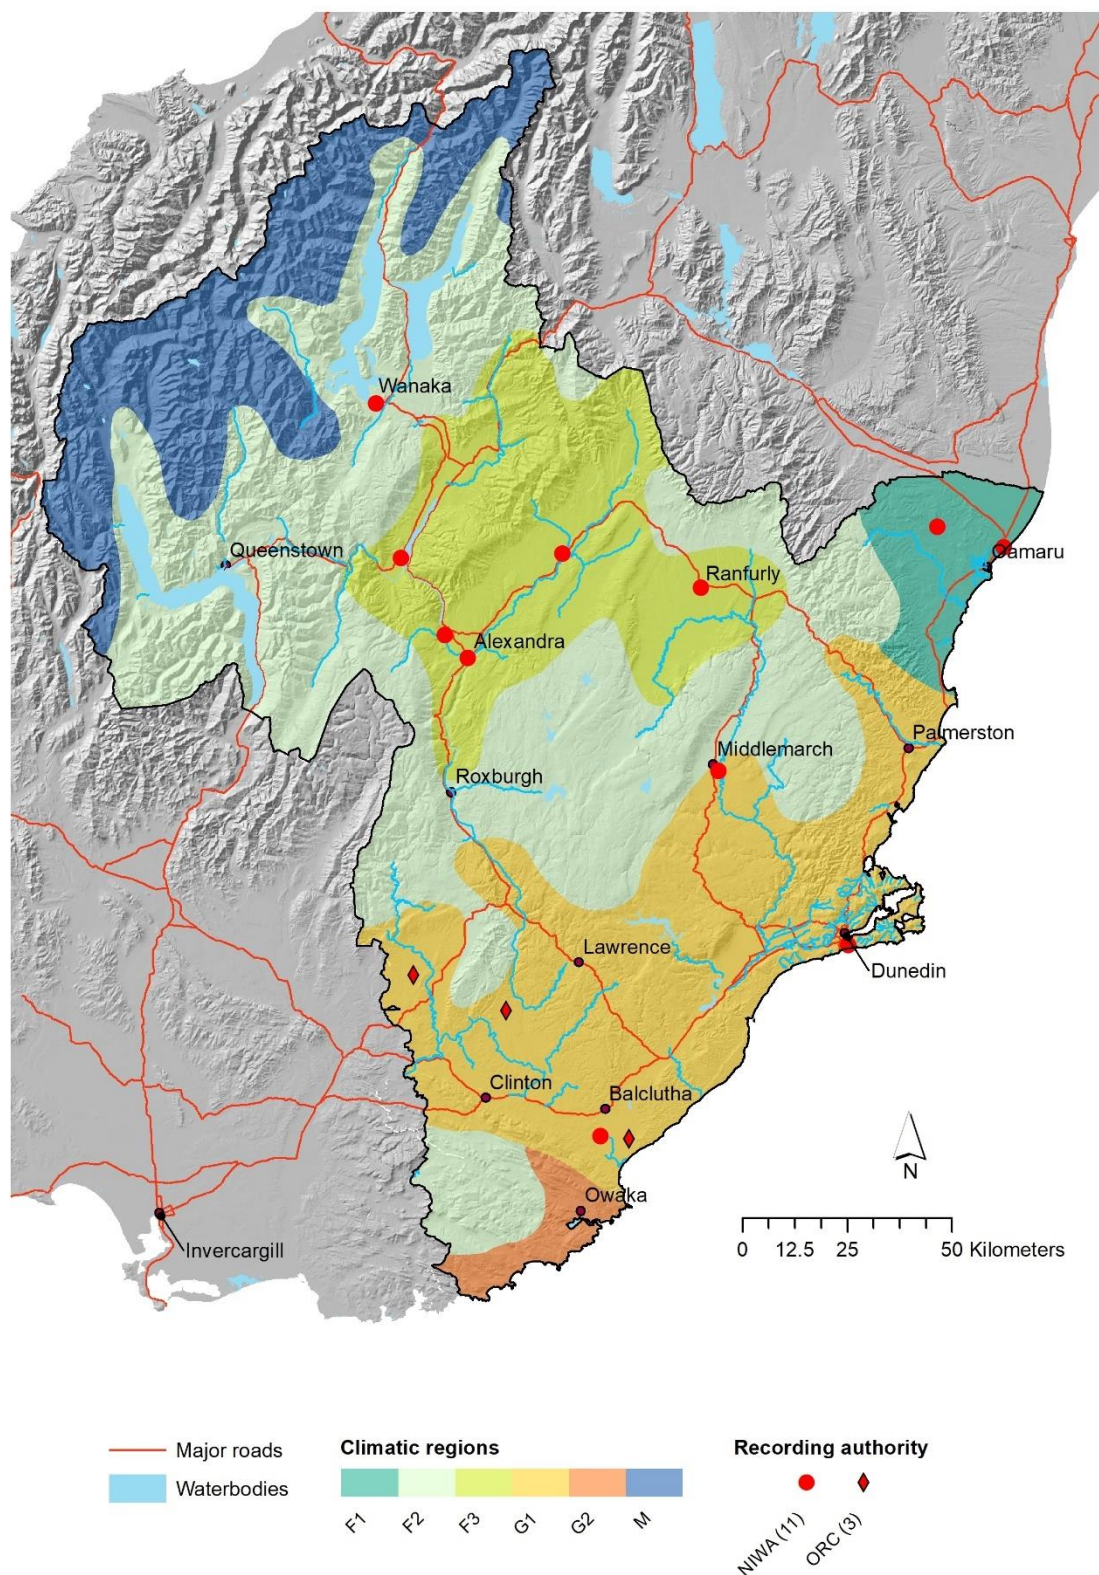 Wanaka
Queenstown
Oamaru
Ranfurly
Alexandra
Palmerston
Middlemarch
Roxburgh
Lawrence
Dunedin
Clinton
Balclutha
N
Owaka
Invercargill
0 12.5 25 50 Kilometers
Major roads
Waterbodies
Climatic regions
F1 F2 F3 G1 G2 M
Recording authority
NIWA (11) ORC (3)